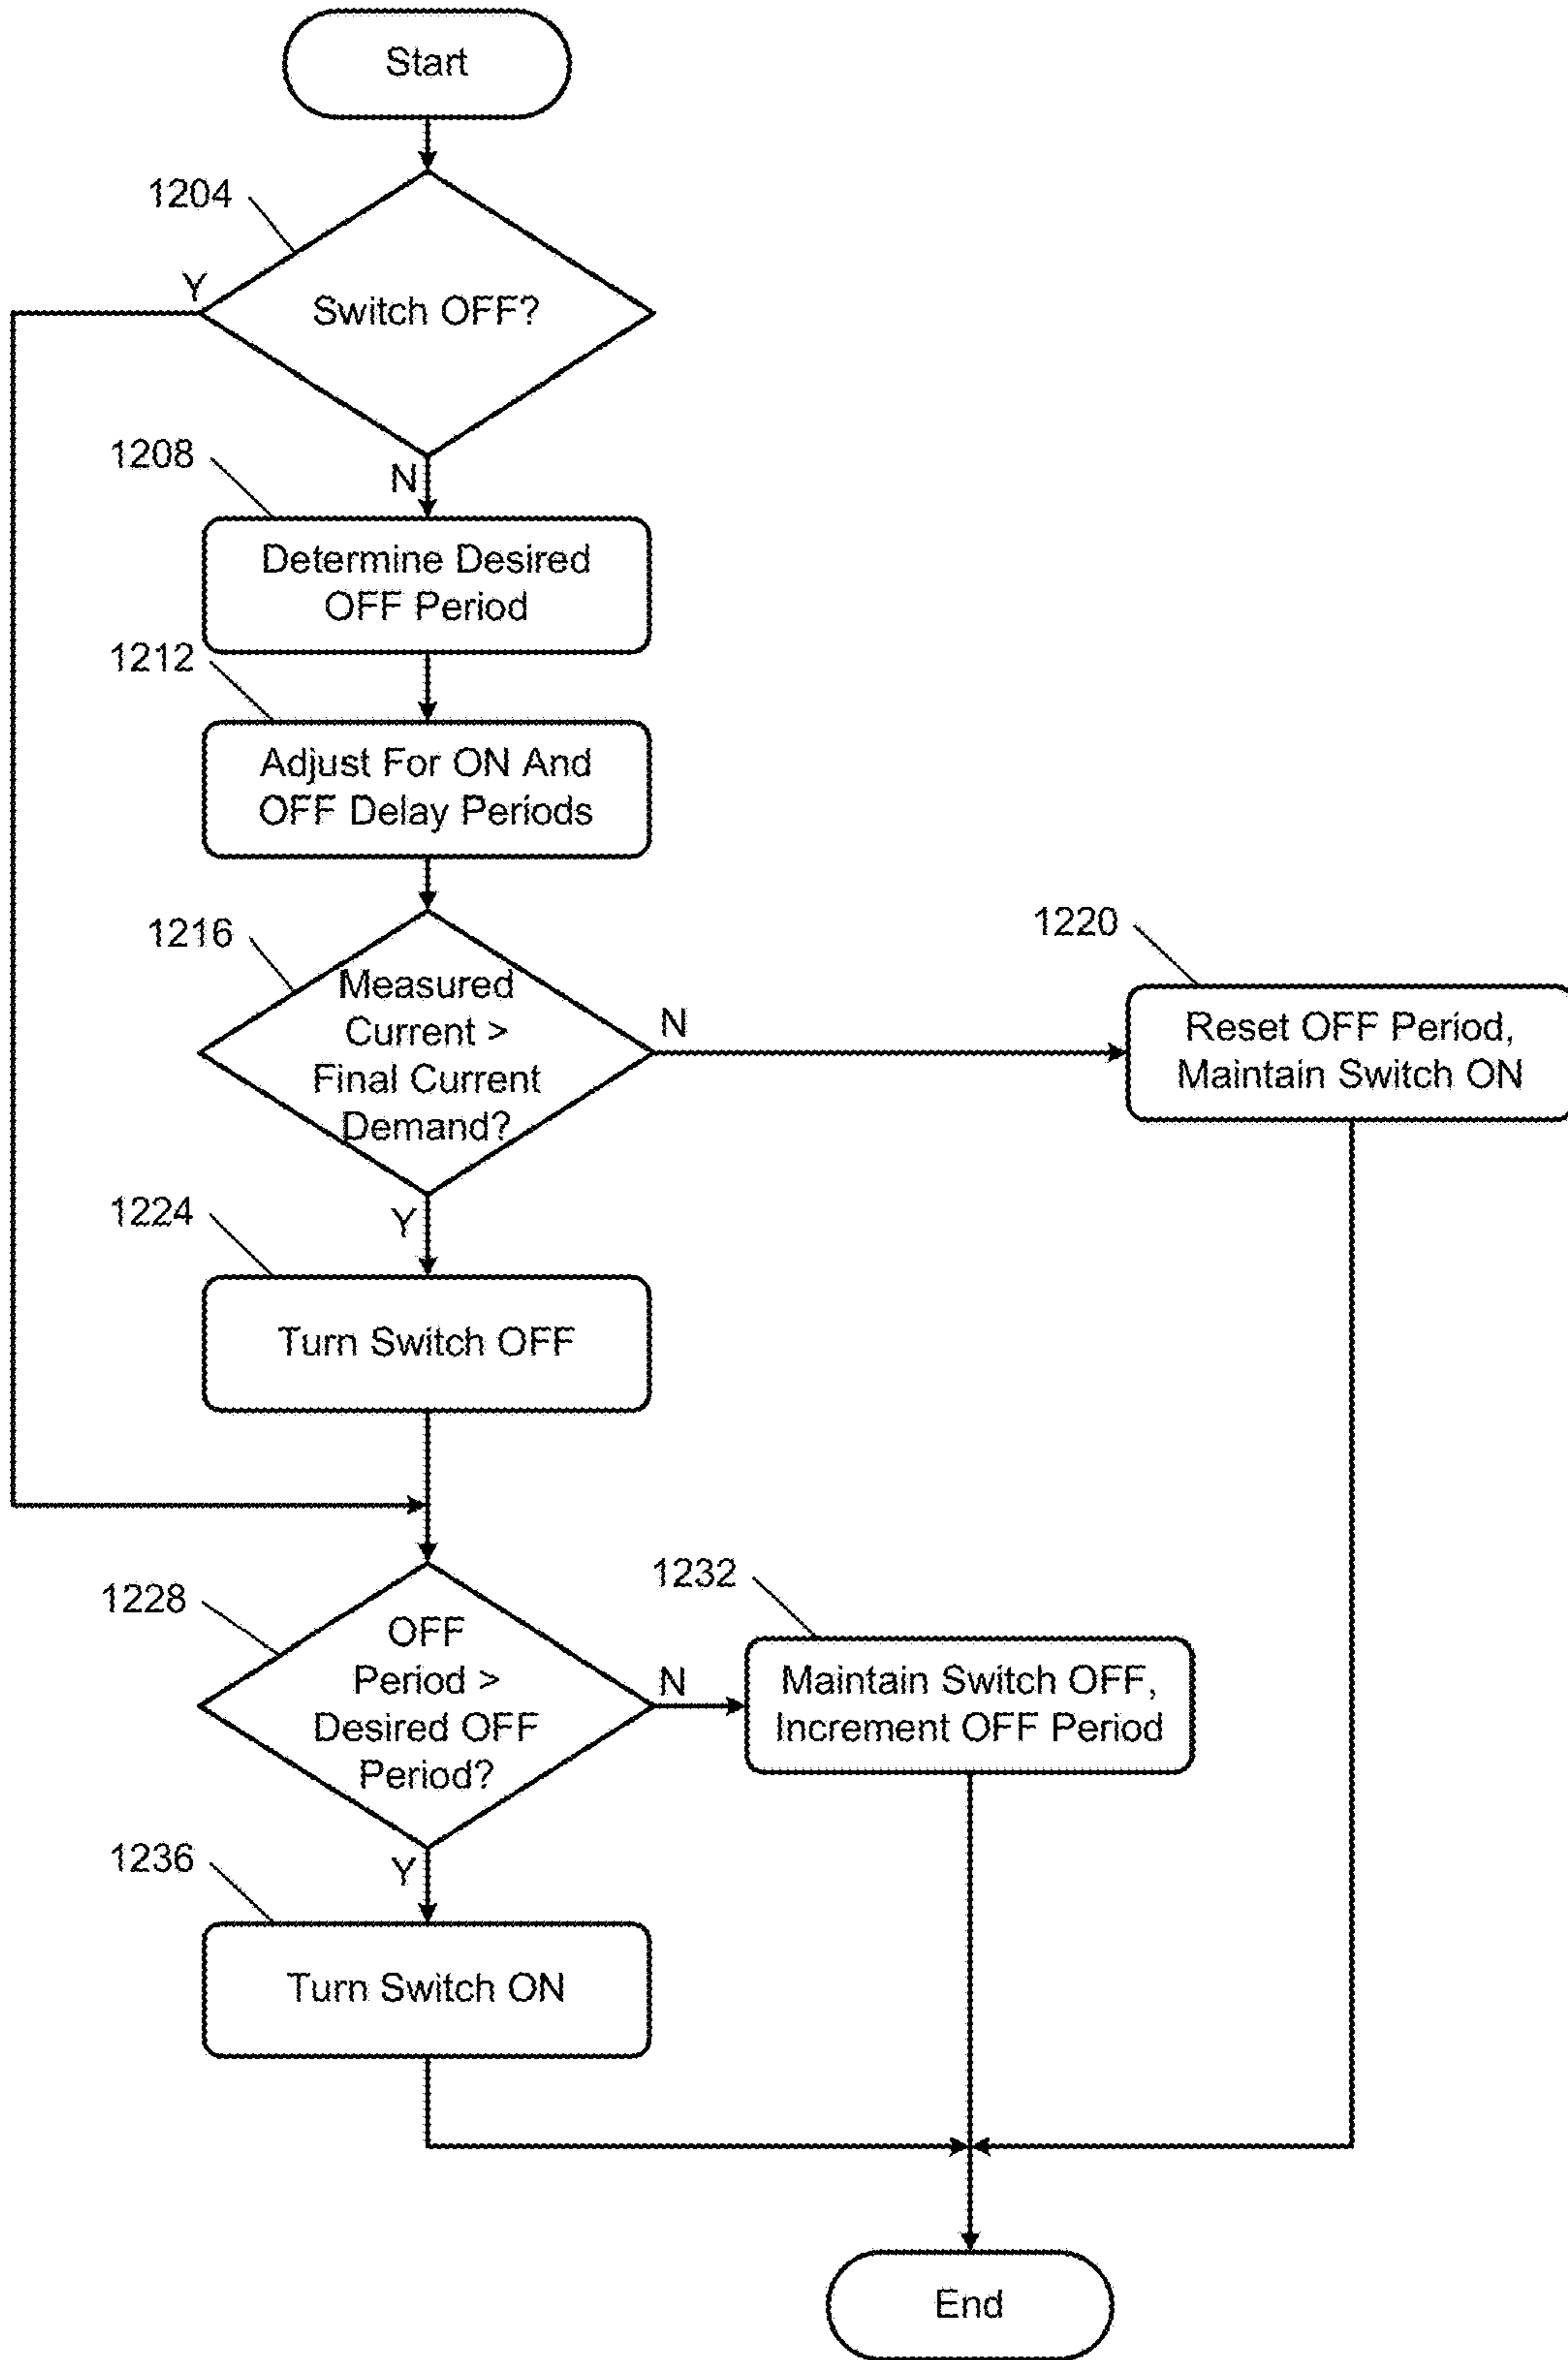 Start
1204
Y
Switch OFF?
1208
N
Determine Desired
OFF Period
1212
Adjust For ON And
OFF Delay Periods
1216
Measured
Current >
Final Current
Demand?
N
1220
Reset OFF Period,
Maintain Switch ON
1224
Y
Turn Switch OFF
1228
OFF
Period >
Desired OFF
Period?
N
1232
Maintain Switch OFF,
Increment OFF Period
1236
Y
Turn Switch ON
End